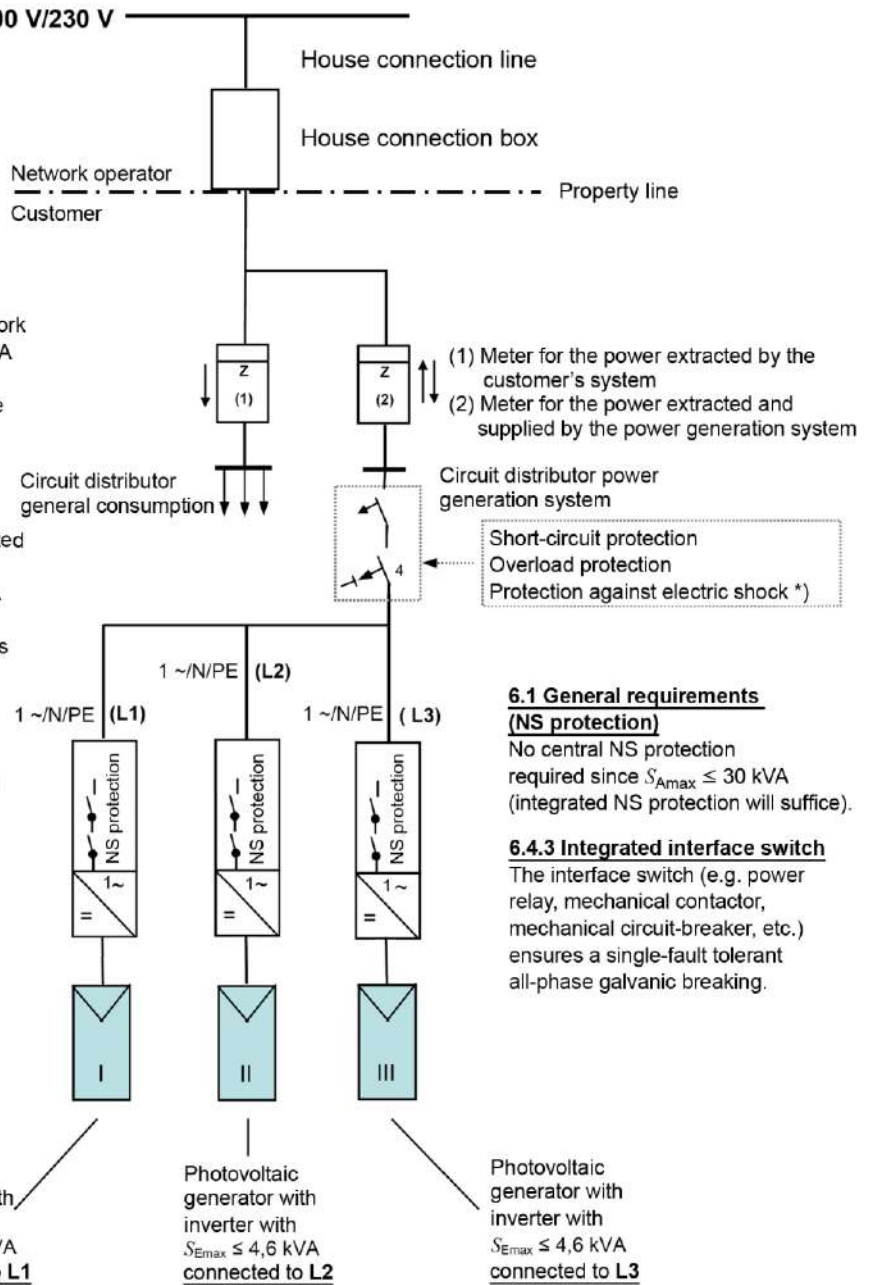 00 V/230 V
House connection line
House connection box
Network operator
Property line
Customer
ork
A
e
Z
(1)
Z
(2)
(1) Meter for the power extracted by the
customer's system
(2) Meter for the power extracted and
supplied by the power generation system
Circuit distributor
general consumption
Circuit distributor power
generation system
ted
s
4
Short-circuit protection
Overload protection
Protection against electric shock *)
1 ~/N/PE (L1)
1 ~/N/PE (L2)
1 ~/N/PE ( L3)
NS protection
1~
=
NS protection
1~
=
NS protection
1~
=
I
II
III
6.1 General requirements
(NS protection)
No central NS protection
required since SAmax ≤ 30 kVA
(integrated NS protection will suffice).
6.4.3 Integrated interface switch
The interface switch (e.g. power
relay, mechanical contactor,
mechanical circuit-breaker, etc.)
ensures a single-fault tolerant
all-phase galvanic breaking.
th
VA
L1
Photovoltaic
generator with
inverter with
SEmax ≤ 4,6 kVA
connected to L2
Photovoltaic
generator with
inverter with
SEmax ≤ 4,6 kVA
connected to L3